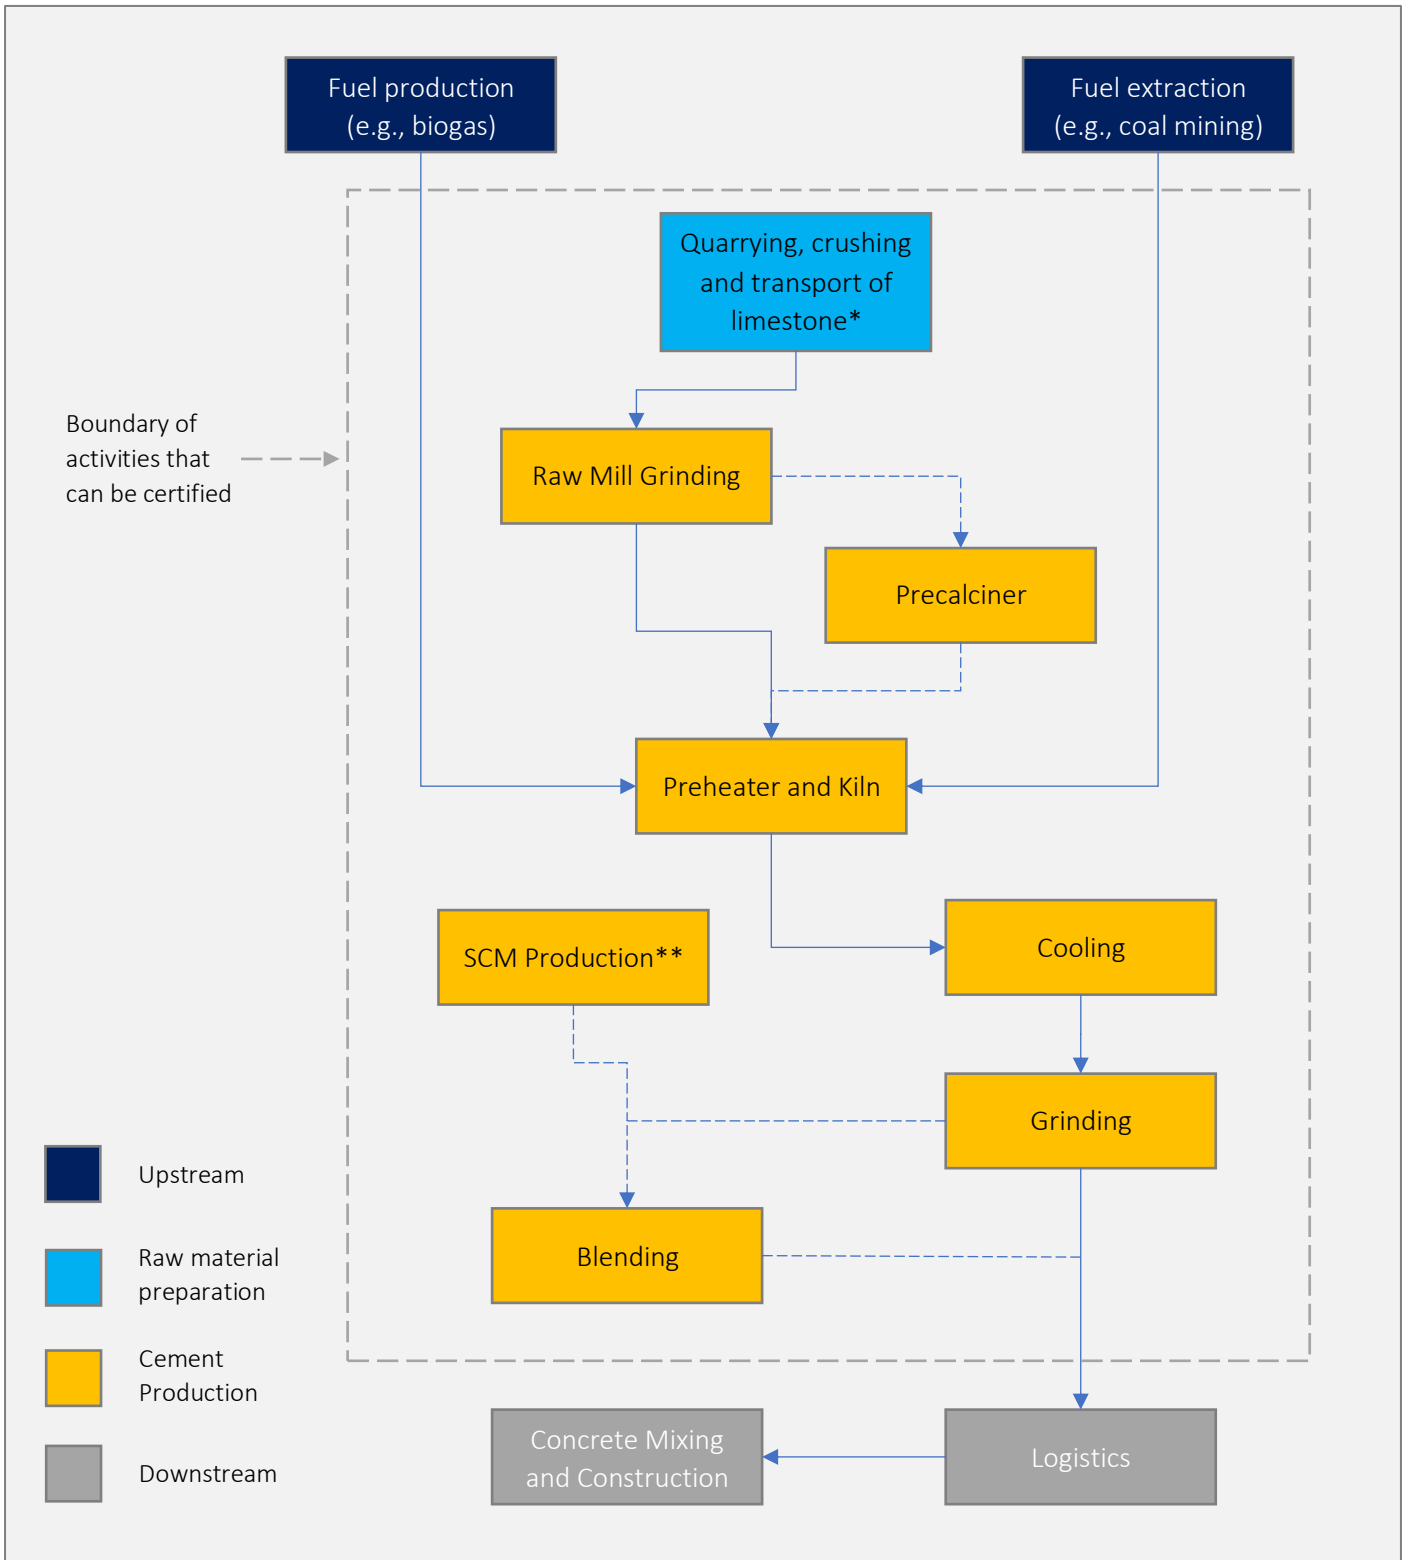 Fuel production
(e.g., biogas)
Fuel extraction
(e.g., coal mining)
Quarrying, crushing
and transport of
limestone*
Boundary of
activities that
can be certified
Raw Mill Grinding
Precalciner
Preheater and Kiln
SCM Production**
Cooling
Grinding
Blending
Upstream
Raw material
preparation
Cement
Production
Downstream
Concrete Mixing
and Construction
Logistics